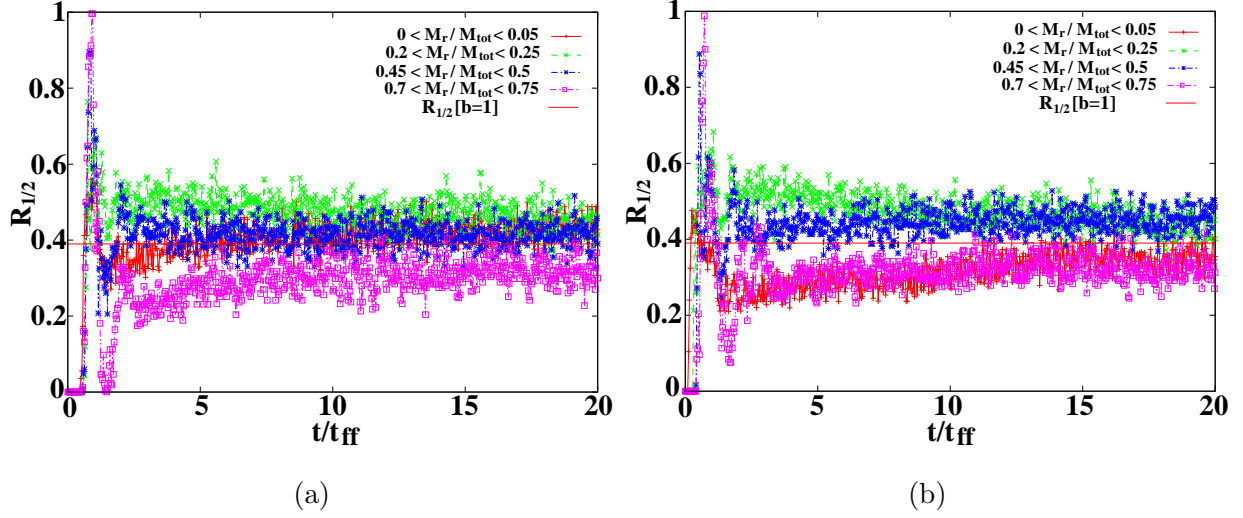 1
0.8
0.6
0.4
0.2
0
R1/2
0 < Mr / Mtot < 0.05
0.2 < Mr / Mtot < 0.25
0.45 < Mr / Mtot < 0.5
0.7 < Mr / Mtot < 0.75
R1/2 [b=1]
0 5 10 15 20
t/tff
(a)
1
0.8
0.6
0.4
0.2
0
R1/2
0 < Mr / Mtot < 0.05
0.2 < Mr / Mtot < 0.25
0.45 < Mr / Mtot < 0.5
0.7 < Mr / Mtot < 0.75
R1/2 [b=1]
0 5 10 15 20
t/tff
(b)